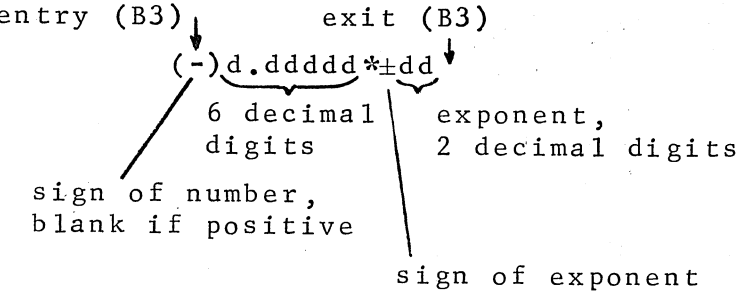 entry (B3) exit (B3)
(-)d.ddddd*±dd
6 decimal exponent,
digits 2 decimal digits
sign of number,
blank if positive
sign of exponent